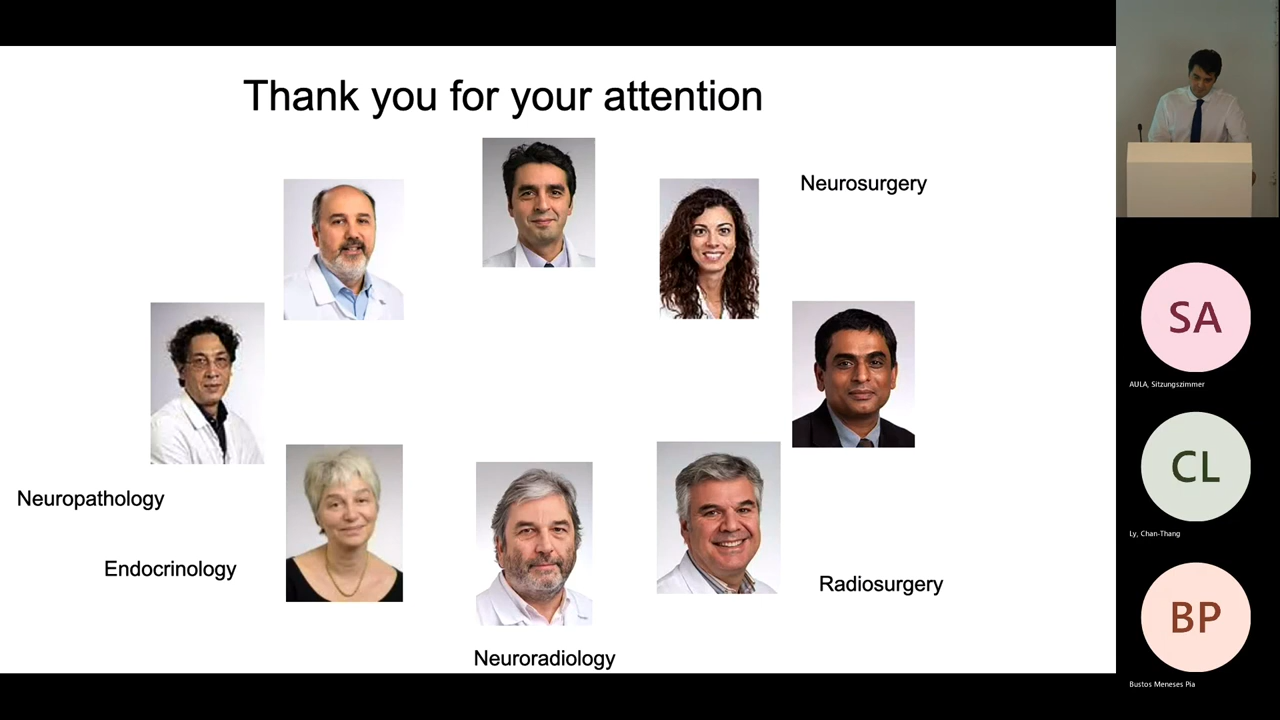 Thank you for your attention
Neurosurgery
Neuropathology
Endocrinology
Radiosurgery
Neuroradiology
SA
AULA, Sitzungszimmer
CL
Ly, Chan-Thang
BP
Bustos Meneses Pia